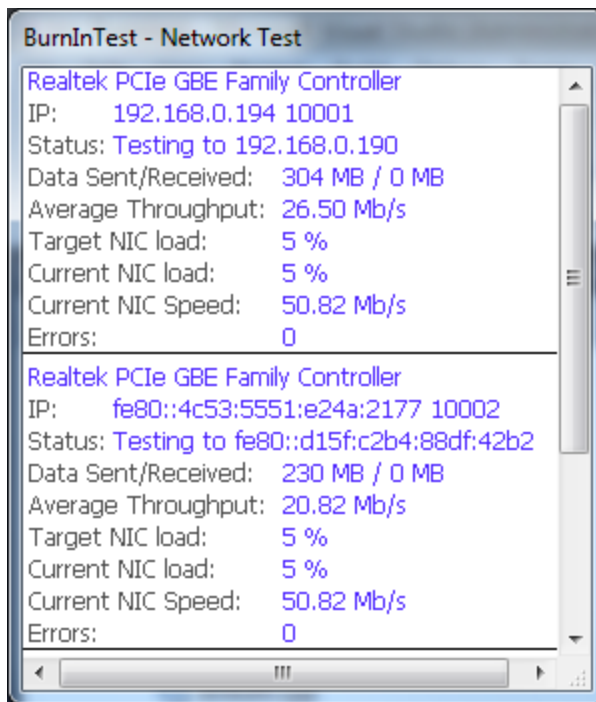 BurnInTest - Network Test
Realtek PCIe GBE Family Controller
IP: 192.168.0.194 10001
Status: Testing to 192.168.0.190
Data Sent/Received: 304 MB / 0 MB
Average Throughput: 26.50 Mb/s
Target NIC load: 5 %
Current NIC load: 5 %
Current NIC Speed: 50.82 Mb/s
Errors: 0
Realtek PCIe GBE Family Controller
IP: fe80::4c53:5551:e24a:2177 10002
Status: Testing to fe80::d15f:c2b4:88df:42b2
Data Sent/Received: 230 MB / 0 MB
Average Throughput: 20.82 Mb/s
Target NIC load: 5 %
Current NIC load: 5 %
Current NIC Speed: 50.82 Mb/s
Errors: 0